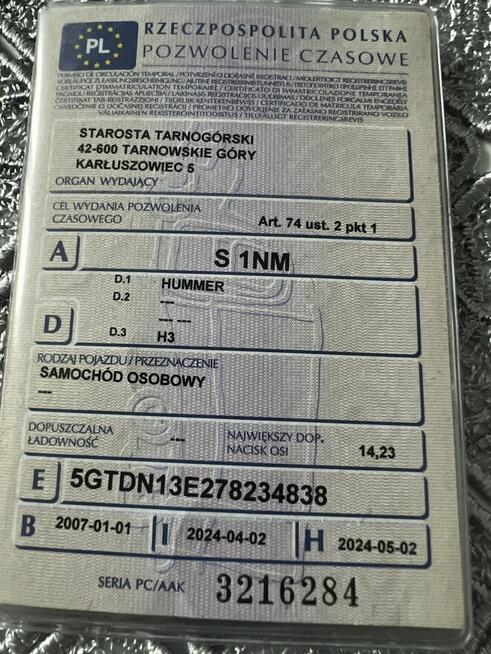 PL
RZECZPOSPOLITA POLSKA
POZWOLENIE CZASOWE
STAROSTA TARNOGÓRSKI
42-600 TARNOWSKIE GÓRY
KARŁUSZOWIEC 5
ORGAN WYDAJĄCY
CEL WYDANIA POZWOLENIA
CZASOWEGO
Art. 74 ust. 2 pkt 1
A
S 1NM
D.1 HUMMER
D.2 ---
--- ---
D
D.3 H3
RODZAJ POJAZDU/PRZEZNACZENIE
SAMOCHÓD OSOBOWY
---
DOPUSZCZALNA
ŁADOWNOŚĆ
---
NAJWIĘKSZY DOP.
NACISK OSI
14,23
E 5GTDN13E278234838
B 2007-01-01 I 2024-04-02 H 2024-05-02
SERIA PC/AAK 3216284